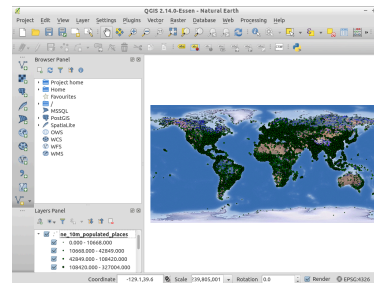 QGIS 2.14.0-Essen - Natural Earth
Project Edit View Layer Settings Plugins Vector Raster Database Web Processing Help
Browser Panel
Project home
Home
Favourites
/
MSSQL
PostGIS
SpatiaLite
OWS
WCS
WFS
WMS
Layers Panel
ne_10m_populated_places
0.000 - 10668.000
10668.000 - 42849.000
42849.000 - 108420.000
108420.000 - 327004.000
Coordinate -129.1,39.6 Scale :39,805,001 Rotation 0.0 Render EPSG:4326